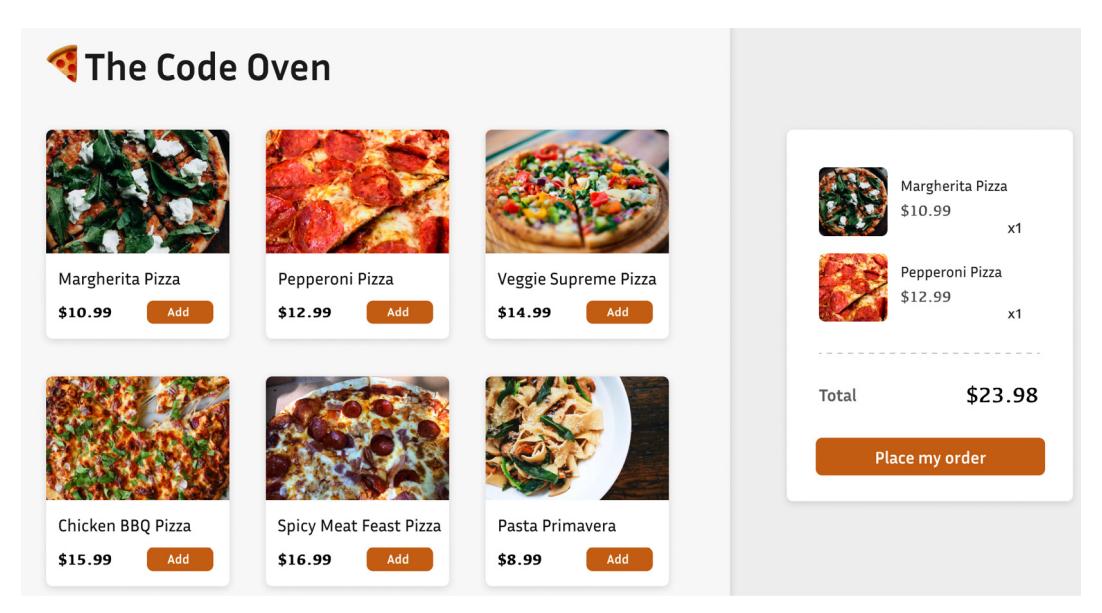 The Code Oven
Margherita Pizza
$10.99 Add
Pepperoni Pizza
$12.99 Add
Veggie Supreme Pizza
$14.99 Add
Chicken BBQ Pizza
$15.99 Add
Spicy Meat Feast Pizza
$16.99 Add
Pasta Primavera
$8.99 Add
Margherita Pizza
$10.99
x1
Pepperoni Pizza
$12.99
x1
Total $23.98
Place my order